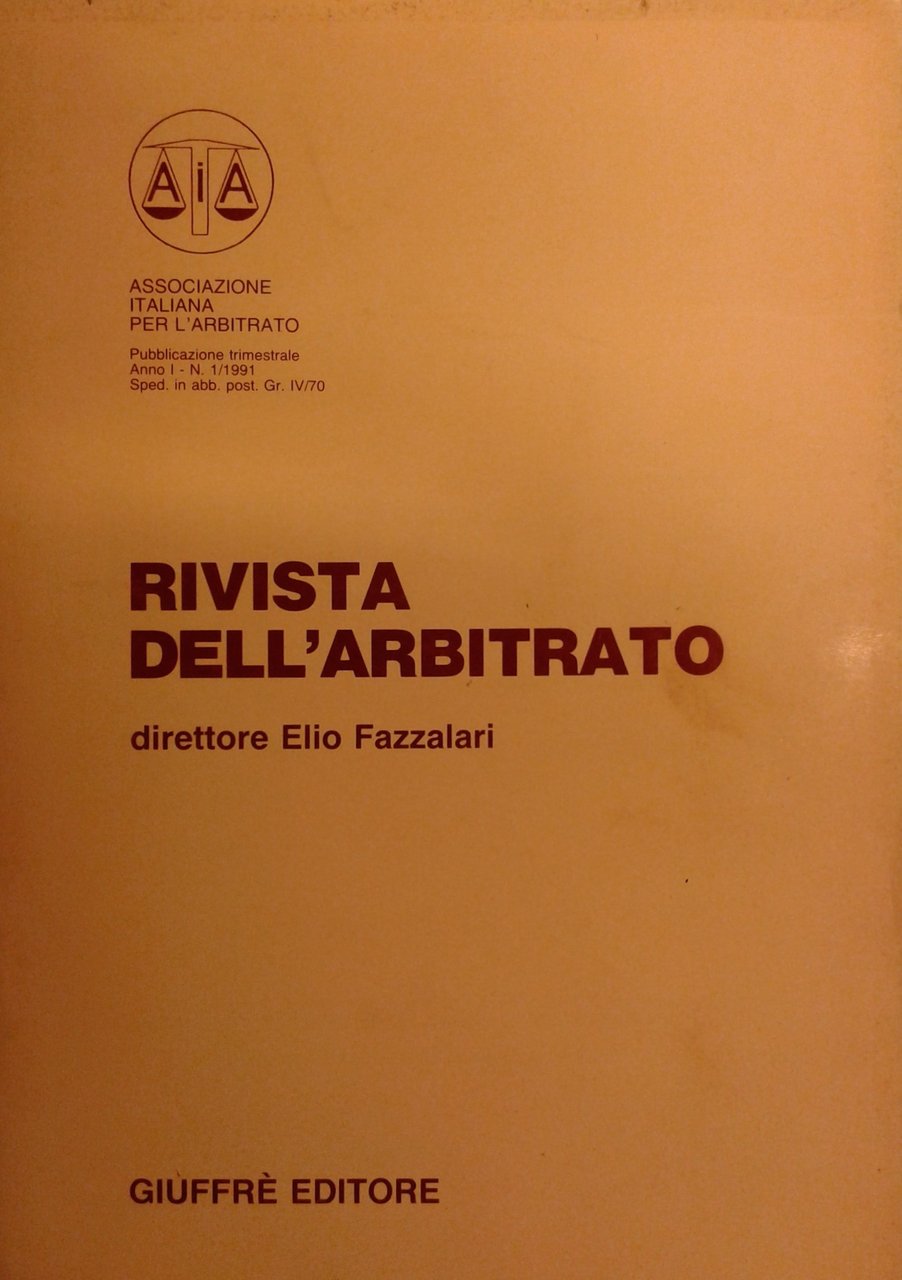 AiA
ASSOCIAZIONE
ITALIANA
PER L'ARBITRATO
Pubblicazione trimestrale
Anno I - N. 1/1991
Sped. in abb. post. Gr. IV/70
RIVISTA
DELL'ARBITRATO
direttore Elio Fazzalari
GIUFFRÈ EDITORE